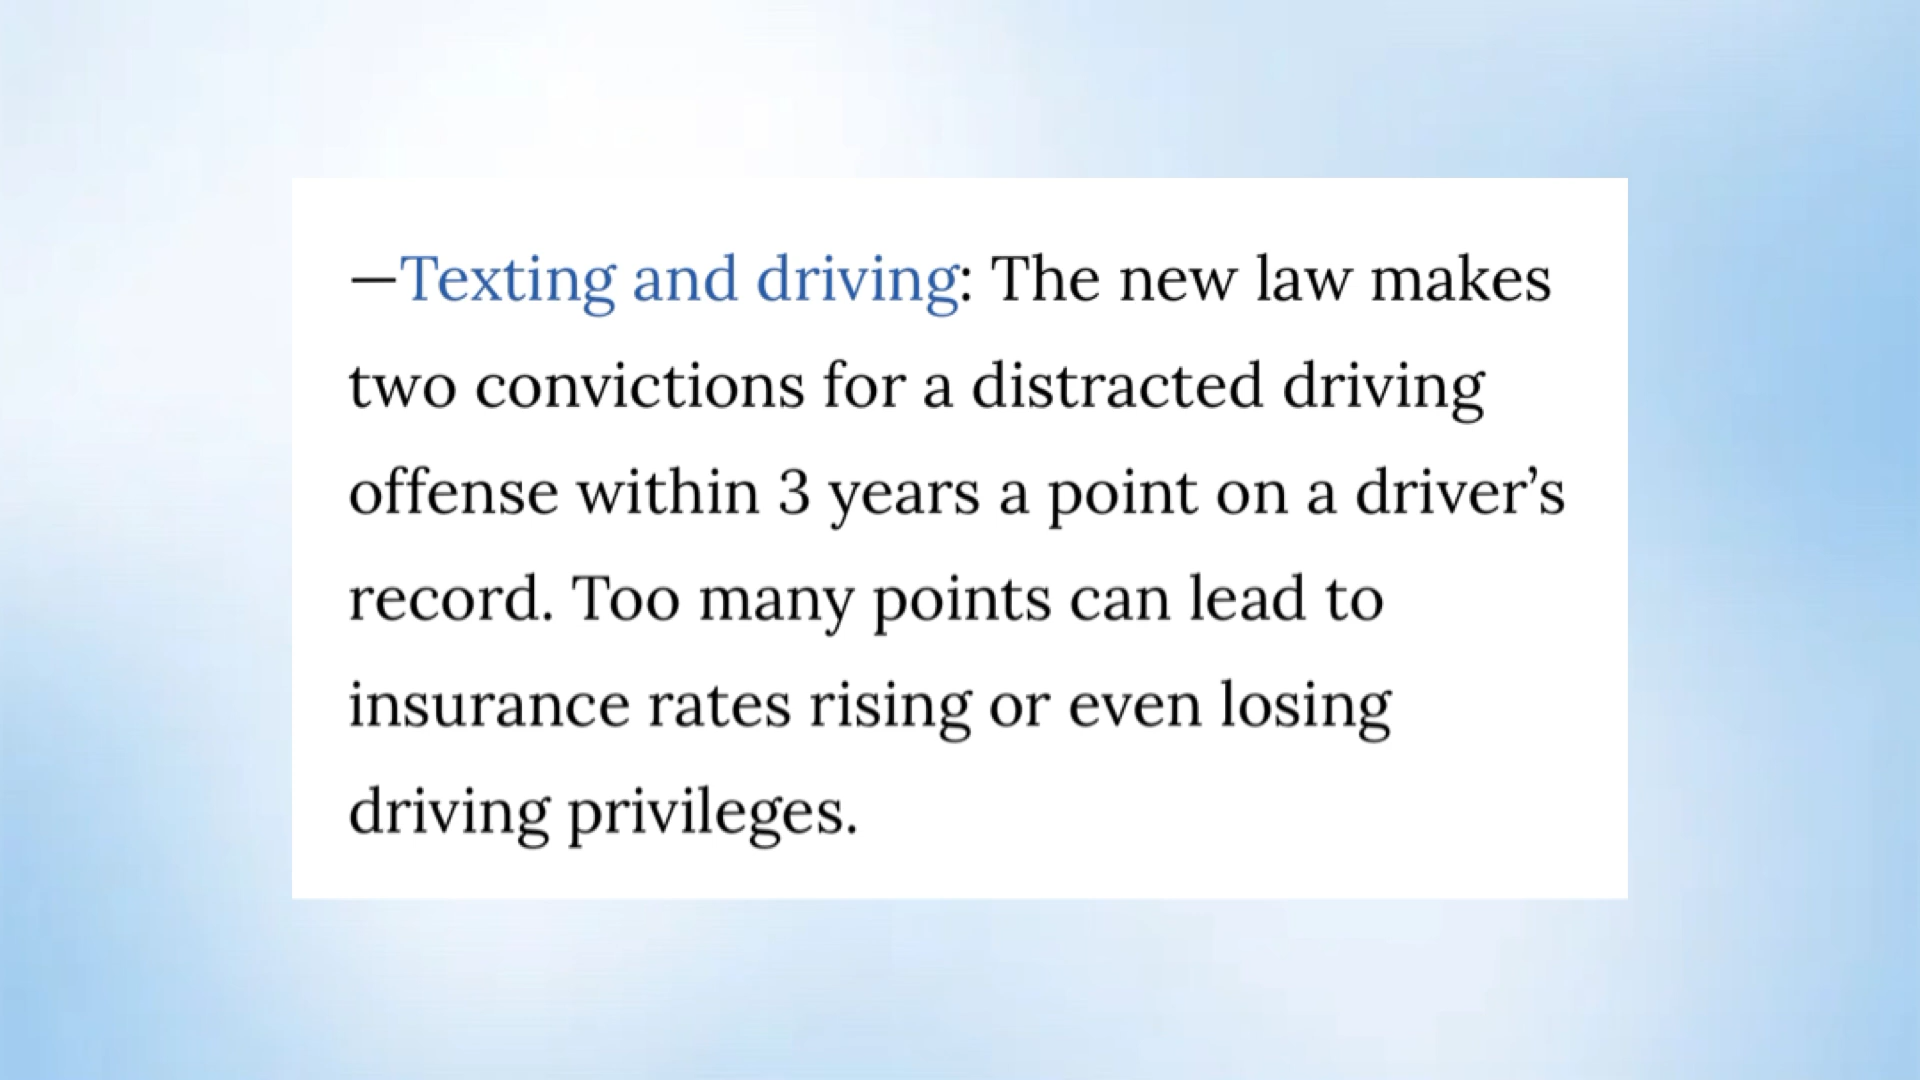 —Texting and driving: The new law makes
two convictions for a distracted driving
offense within 3 years a point on a driver’s
record. Too many points can lead to
insurance rates rising or even losing
driving privileges.